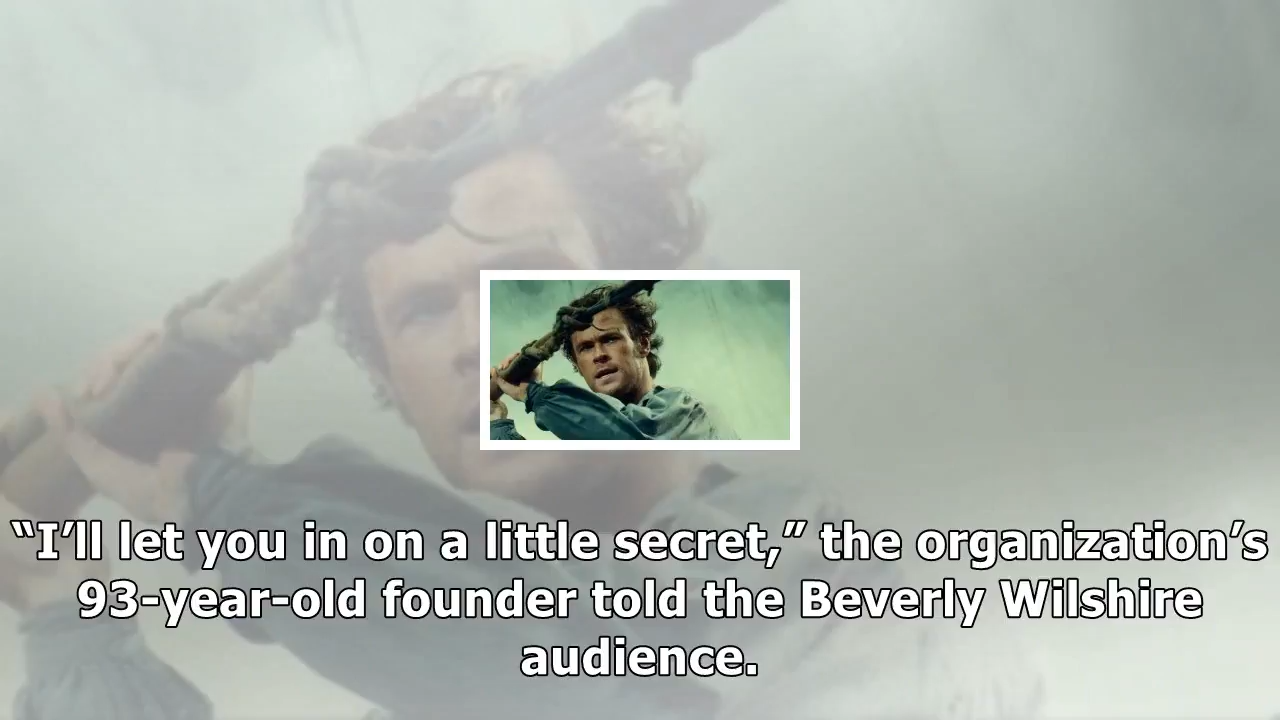 “I’ll let you in on a little secret,” the organization’s
93-year-old founder told the Beverly Wilshire
audience.